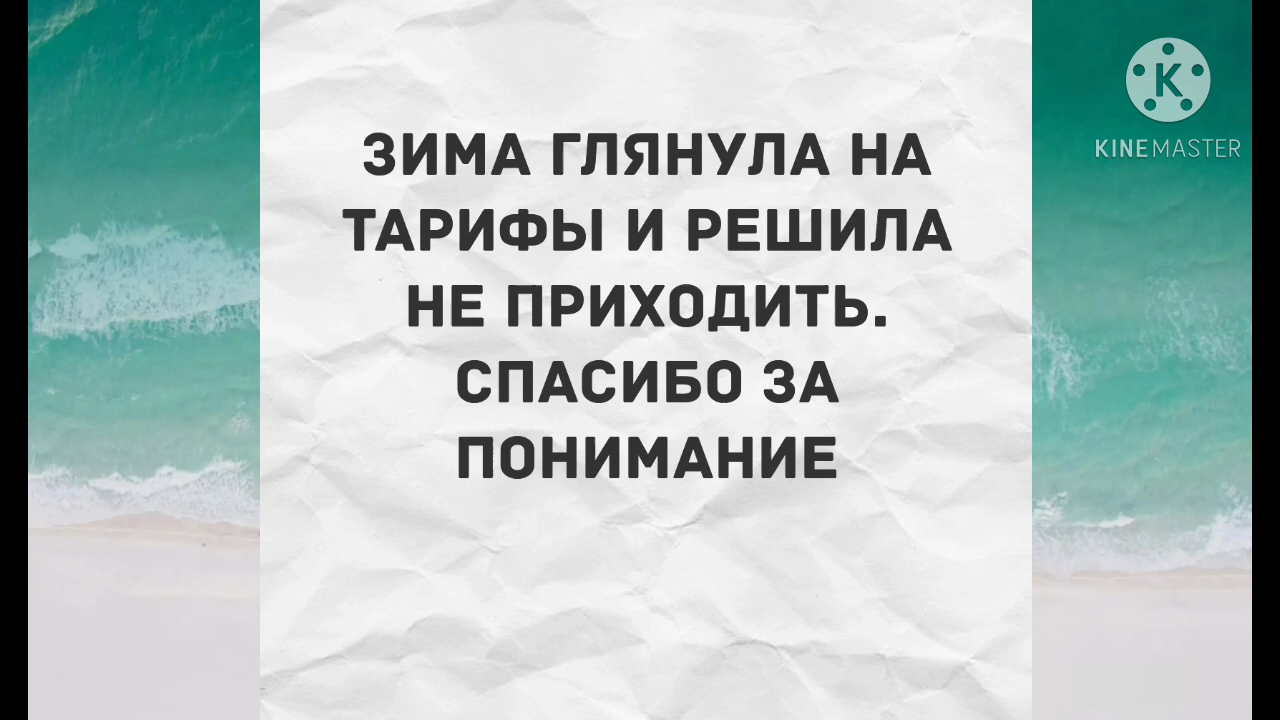 ЗИМА ГЛЯНУЛА НА
ТАРИФЫ И РЕШИЛА
НЕ ПРИХОДИТЬ.
СПАСИБО ЗА
ПОНИМАНИЕ
K
KINEMASTER